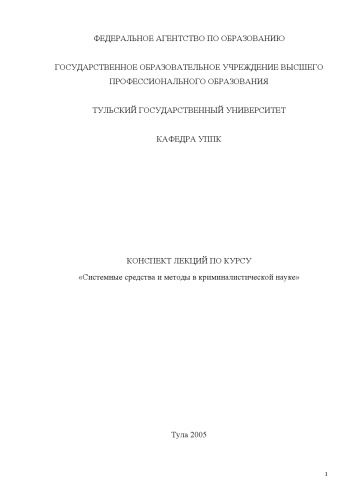 ФЕДЕРАЛЬНОЕ АГЕНТСТВО ПО ОБРАЗОВАНИЮ
ГОСУДАРСТВЕННОЕ ОБРАЗОВАТЕЛЬНОЕ УЧРЕЖДЕНИЕ ВЫСШЕГО
ПРОФЕССИОНАЛЬНОГО ОБРАЗОВАНИЯ
ТУЛЬСКИЙ ГОСУДАРСТВЕННЫЙ УНИВЕРСИТЕТ
КАФЕДРА УППК
КОНСПЕКТ ЛЕКЦИЙ ПО КУРСУ
«Системные средства и методы в криминалистической науке»
Тула 2005
1